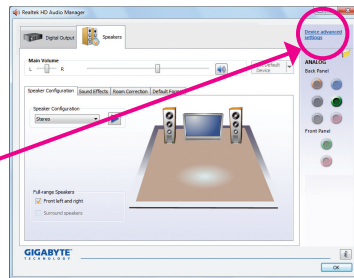 Realtek HD Audio Manager
Digital Output
Speakers
Device advanced
settings
Main Volume
L
R
Default
Device
ANALOG
Back Panel
Speaker Configuration
Sound Effects
Room Correction
Default Format
Speaker Configuration
Stereo
Front Panel
Full-range Speakers
Front left and right
Surround speakers
GIGABYTE
TECHNOLOGY
OK